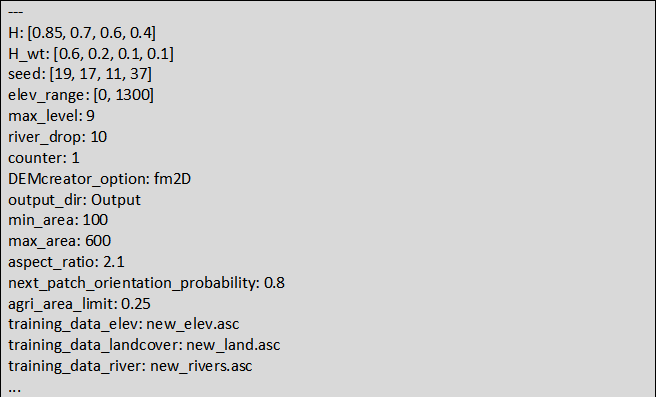 ---
H: [0.85, 0.7, 0.6, 0.4]
H_wt: [0.6, 0.2, 0.1, 0.1]
seed: [19, 17, 11, 37]
elev_range: [0, 1300]
max_level: 9
river_drop: 10
counter: 1
DEMcreator_option: fm2D
output_dir: Output
min_area: 100
max_area: 600
aspect_ratio: 2.1
next_patch_orientation_probability: 0.8
agri_area_limit: 0.25
training_data_elev: new_elev.asc
training_data_landcover: new_land.asc
training_data_river: new_rivers.asc
...